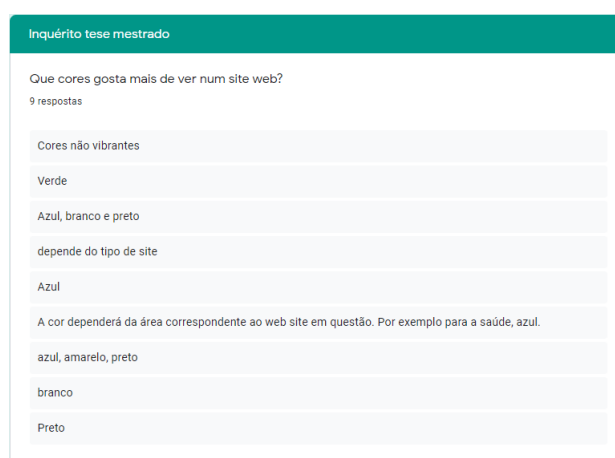 Inquérito tese mestrado
Que cores gosta mais de ver num site web?
9 respostas
Cores não vibrantes
Verde
Azul, branco e preto
depende do tipo de site
Azul
A cor dependerá da área correspondente ao web site em questão. Por exemplo para a saúde, azul.
azul, amarelo, preto
branco
Preto